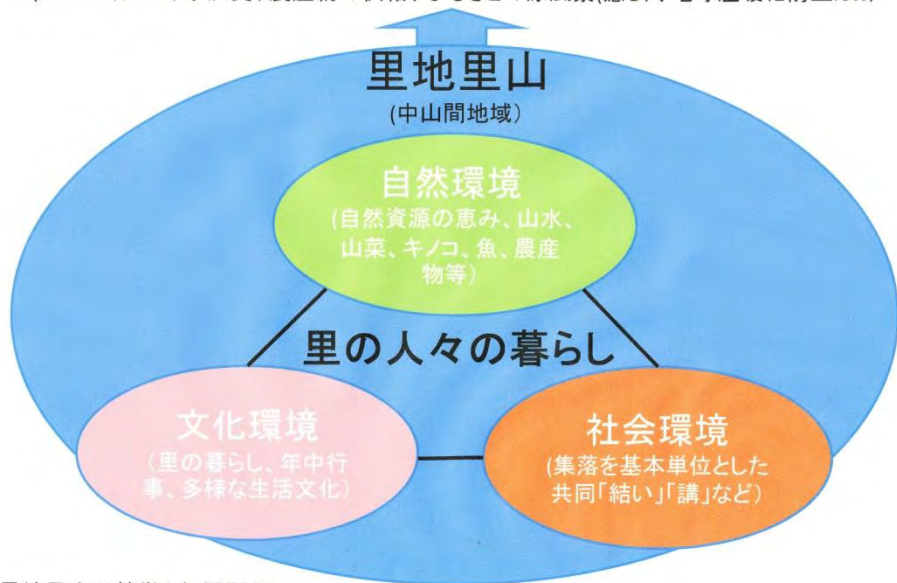 里地里山
(中山間地域)
自然環境
(自然資源の恵み、山水、
山菜、キノコ、魚、農産
物等)
里の人々の暮らし
文化環境
(里の暮らし、年中行
事、多様な生活文化)
社会環境
(集落を基本単位とした
共同「結い」「講」など)